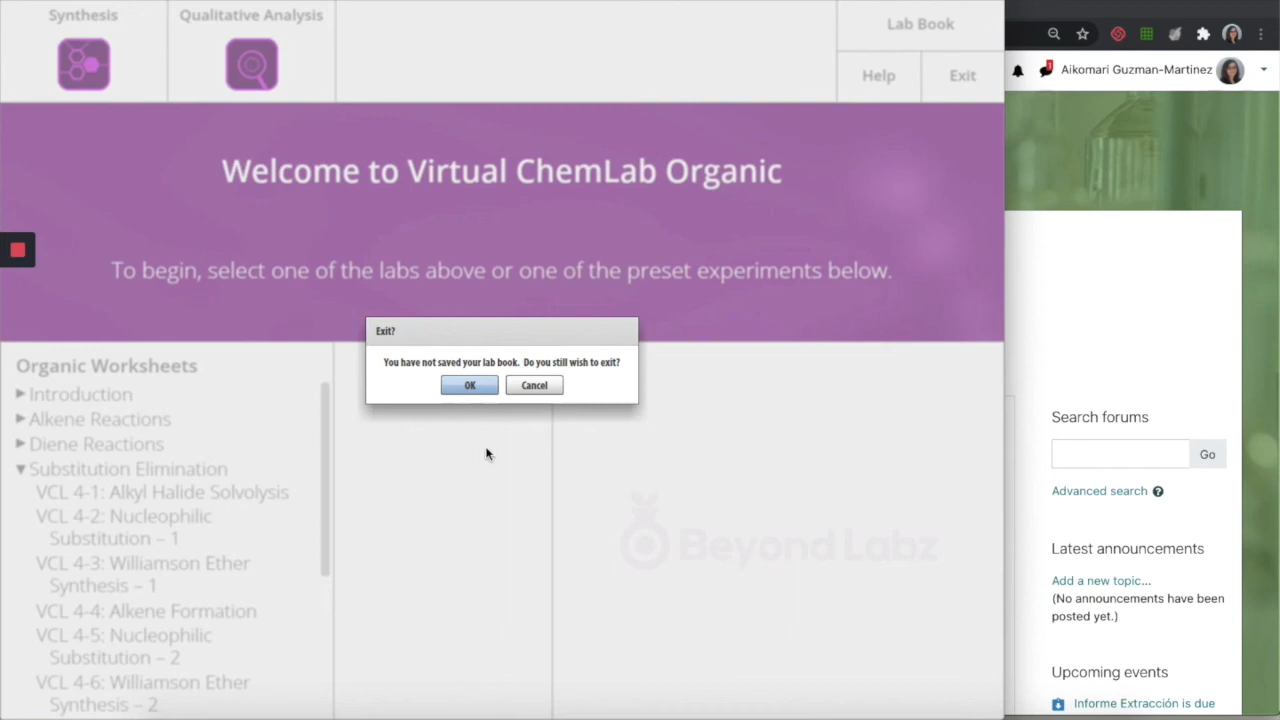 Synthesis
Qualitative Analysis
Lab Book
Help
Exit
Aikomari Guzman-Martinez
Welcome to Virtual ChemLab Organic
To begin, select one of the labs above or one of the preset experiments below.
Exit?
You have not saved your lab book. Do you still wish to exit?
OK
Cancel
Organic Worksheets
Introduction
Alkene Reactions
Diene Reactions
Substitution Elimination
VCL 4-1: Alkyl Halide Solvolysis
VCL 4-2: Nucleophilic
Substitution – 1
VCL 4-3: Williamson Ether
Synthesis – 1
VCL 4-4: Alkene Formation
VCL 4-5: Nucleophilic
Substitution – 2
VCL 4-6: Williamson Ether
Synthesis – 2
Beyond Labz
Search forums
Go
Advanced search
Latest announcements
Add a new topic...
(No announcements have been
posted yet.)
Upcoming events
Informe Extracción is due